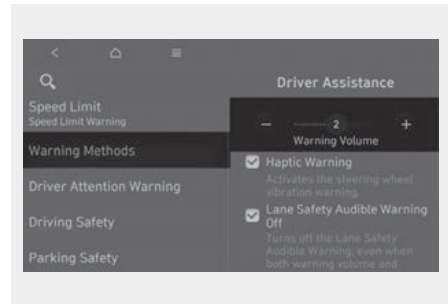 Driver Assistance
Speed Limit
Speed Limit Warning
Warning Methods
Driver Attention Warning
Driving Safety
Parking Safety
− 2 +
Warning Volume
Haptic Warning
Activates the steering wheel
vibration warning.
Lane Safety Audible Warning
Off
Turns off the Lane Safety
Audible Warning, even when
both warning volume and